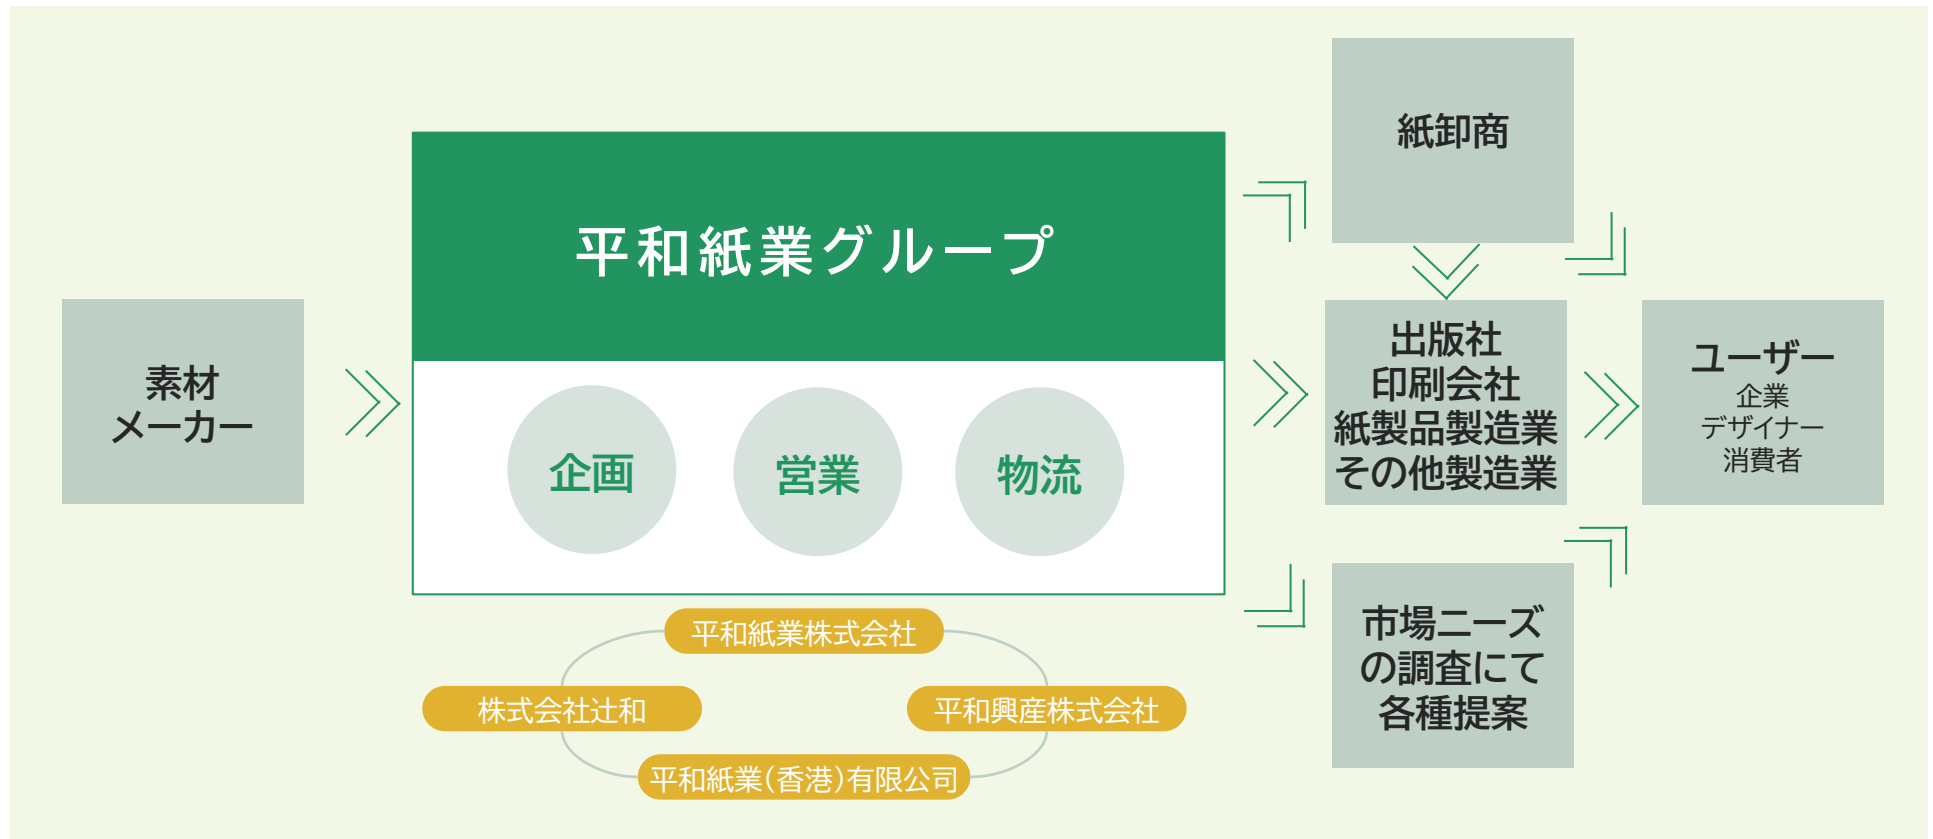 素材
メーカー
平和紙業グループ
企画
営業
物流
平和紙業株式会社
株式会社辻和
平和興産株式会社
平和紙業(香港)有限公司
紙卸商
出版社
印刷会社
紙製品製造業
その他製造業
市場ニーズ
の調査にて
各種提案
ユーザー
企業
デザイナー
消費者